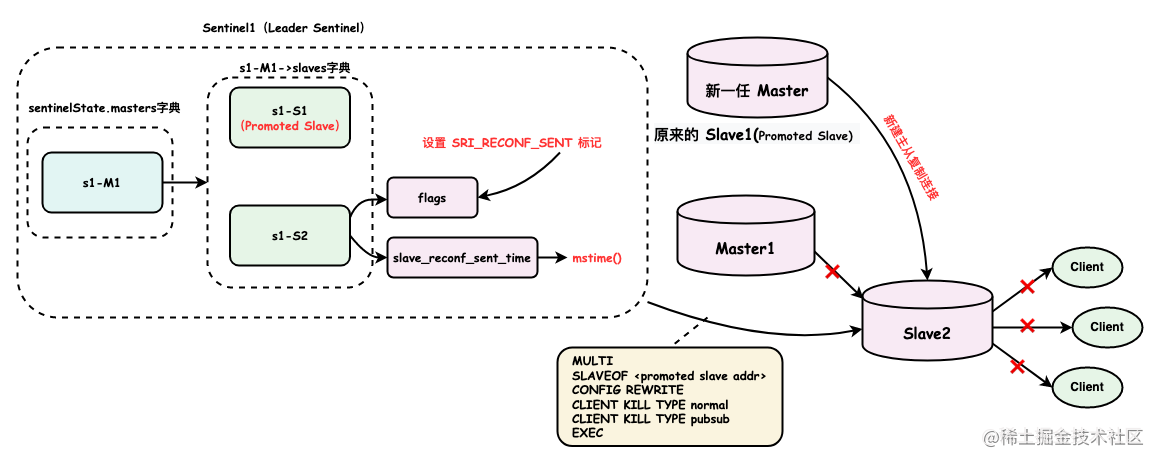 Sentinel1（Leader Sentinel）
s1-M1->slaves字典
sentinelState.masters字典
s1-S1
(Promoted Slave)
s1-M1
设置 SRI_RECONF_SENT 标记
flags
s1-S2
slave_reconf_sent_time
mstime()
新一任 Master
原来的 Slave1(Promoted Slave)
新建主从复制连接
Master1
Slave2
Client
Client
Client
MULTI
SLAVEOF <promoted slave addr>
CONFIG REWRITE
CLIENT KILL TYPE normal
CLIENT KILL TYPE pubsub
EXEC
@稀土掘金技术社区